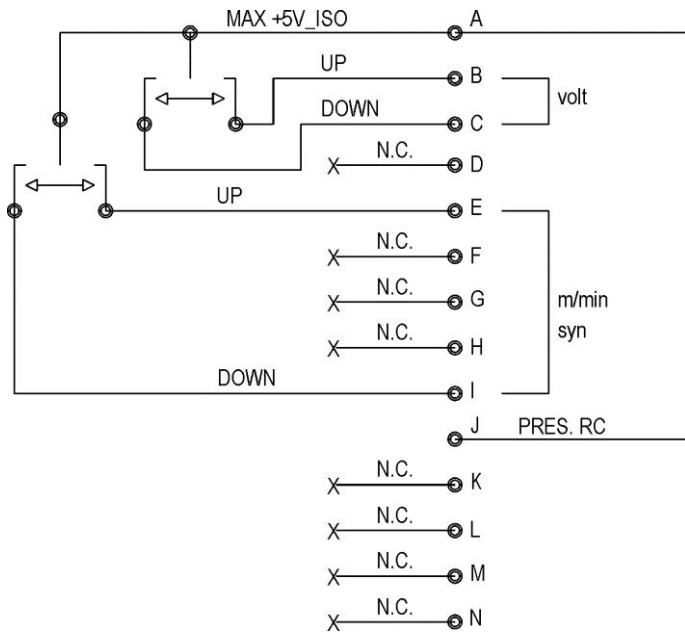 MAX +5V_ISO A
UP B
volt
DOWN C
X N.C. D
UP E
X N.C. F
X N.C. G
m/min
syn
X N.C. H
DOWN I
J PRES. RC
X N.C. K
X N.C. L
X N.C. M
X N.C. N